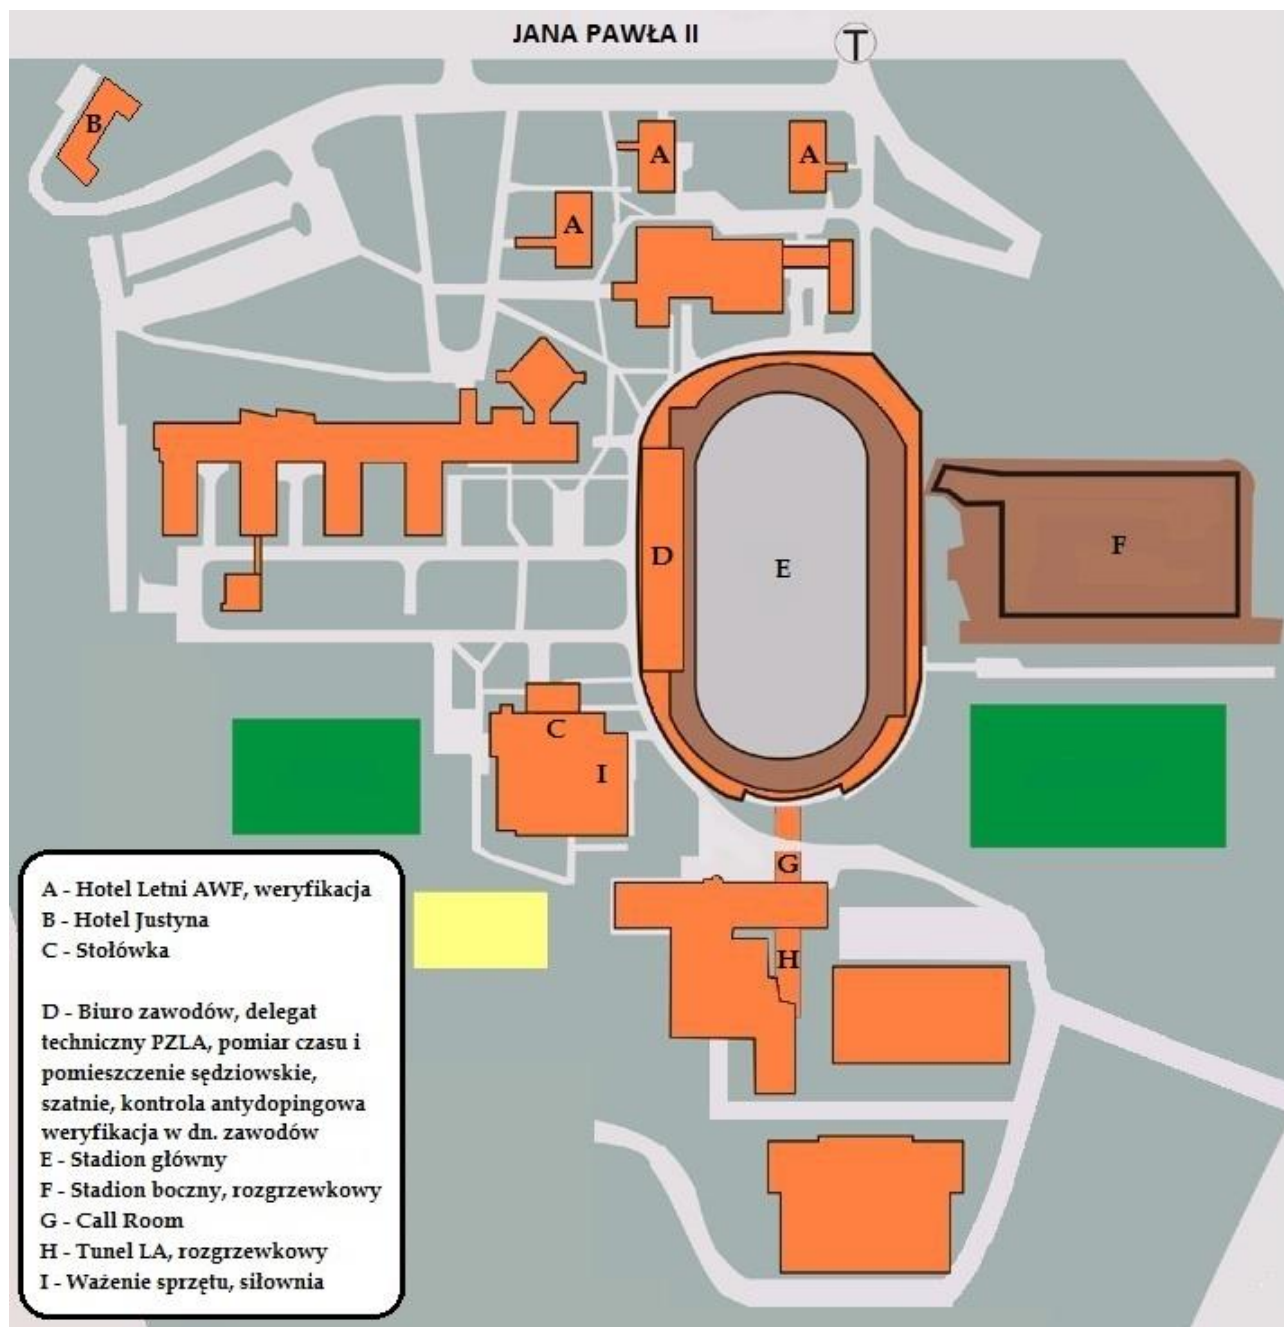 JANA PAWŁA II
T
B
A
A
A
D
E
F
C
I
G
H
A - Hotel Letni AWF, weryfikacja
B - Hotel Justyna
C - Stołówka
D - Biuro zawodów, delegat
techniczny PZLA, pomiar czasu i
pomieszczenie sędziowskie,
szatnie, kontrola antydopingowa
weryfikacja w dn. zawodów
E - Stadion główny
F - Stadion boczny, rozgrzewkowy
G - Call Room
H - Tunel LA, rozgrzewkowy
I - Ważenie sprzętu, siłownia